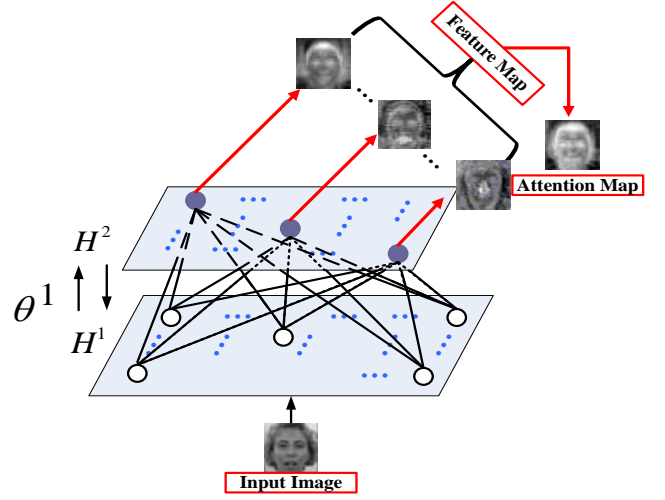 Feature Map
Attention Map
H²
θ¹
H¹
Input Image